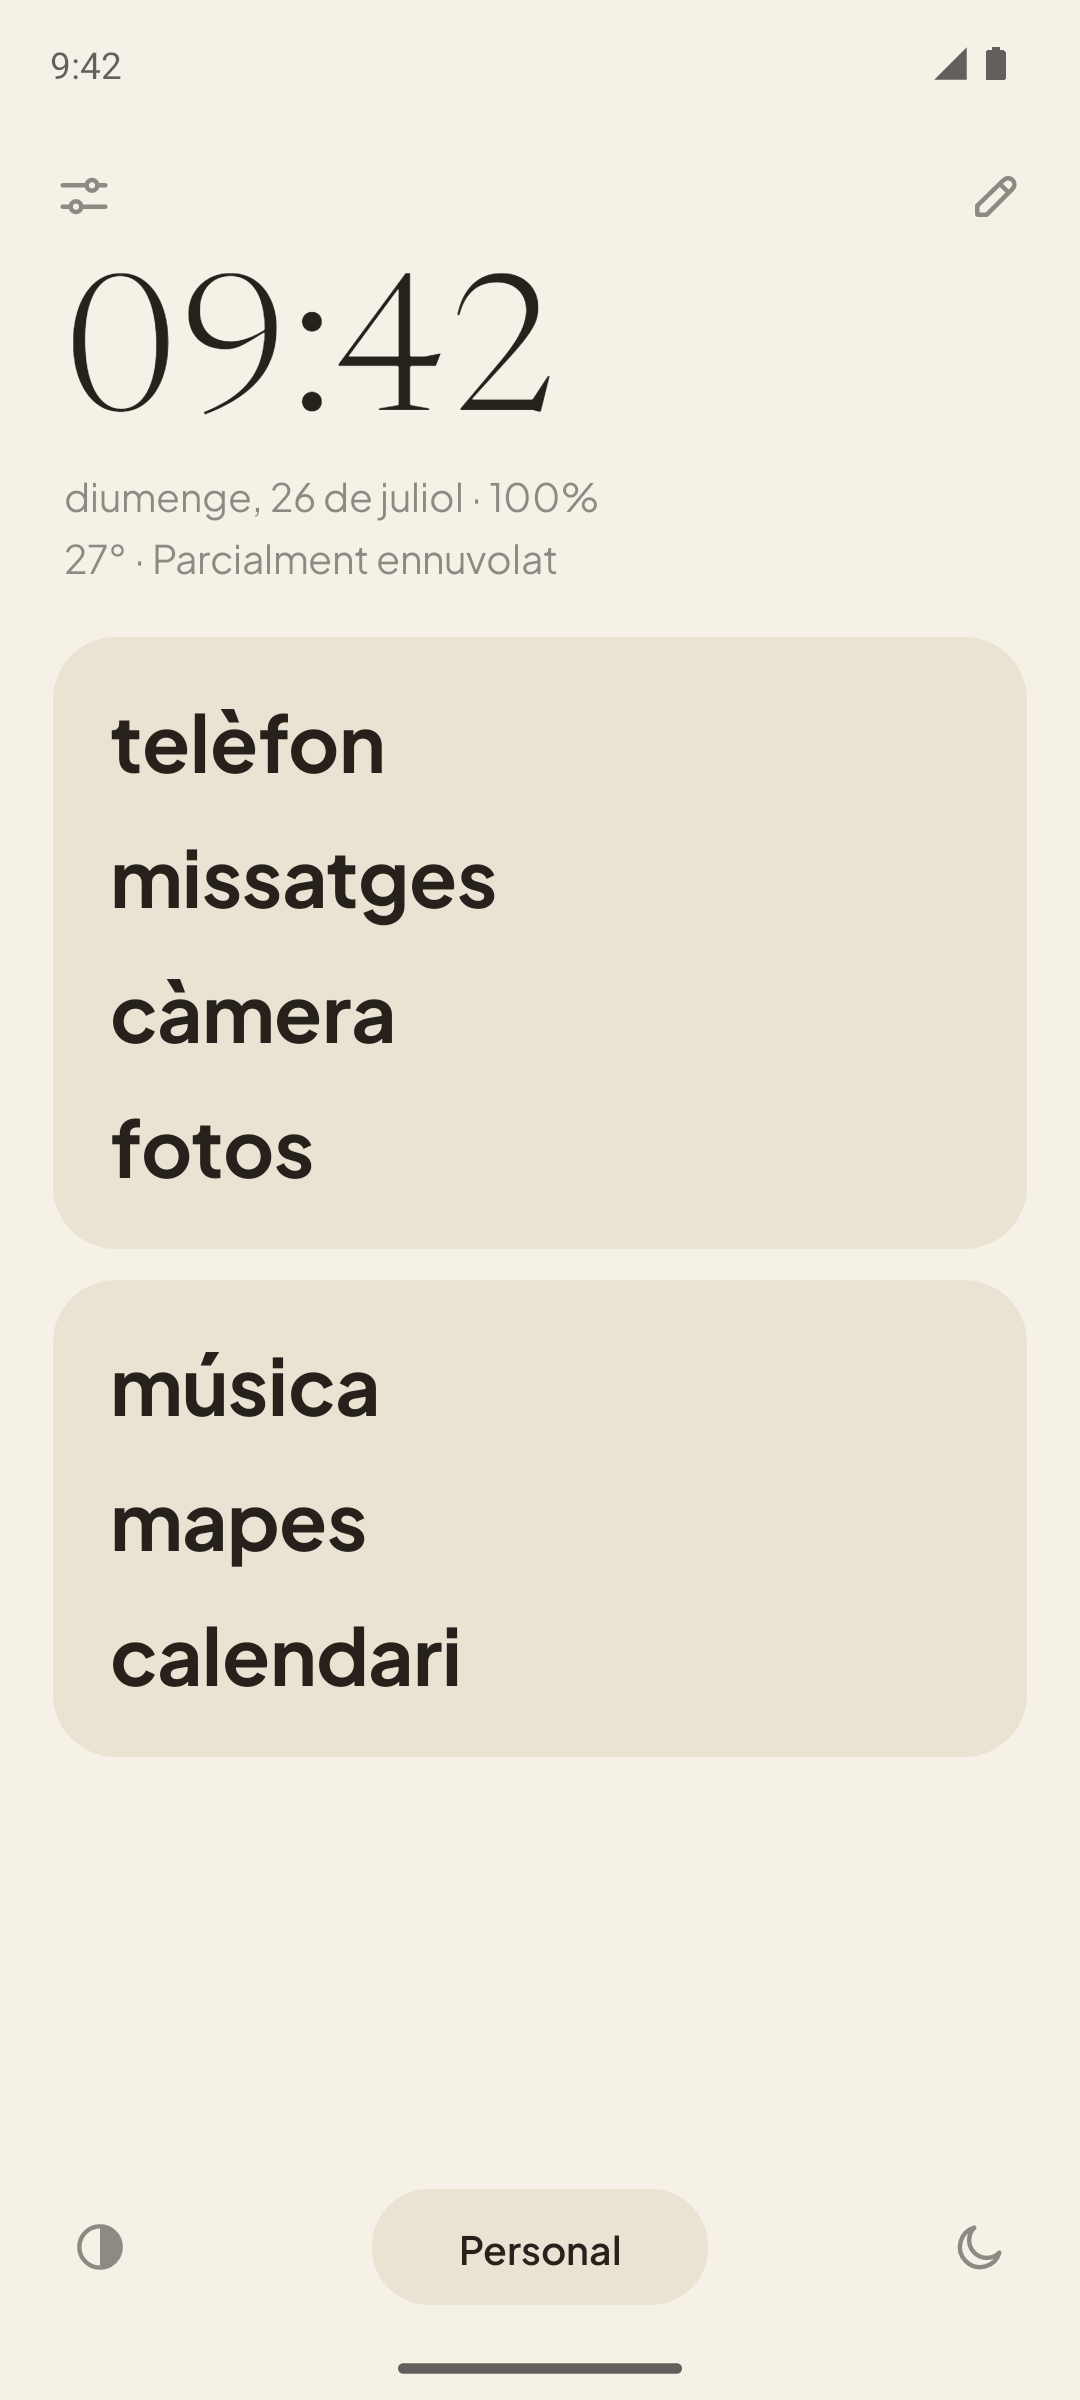 9:42
09:42
diumenge, 26 de juliol · 100%
27° · Parcialment ennuvolat
telèfon
missatges
càmera
fotos
música
mapes
calendari
Personal